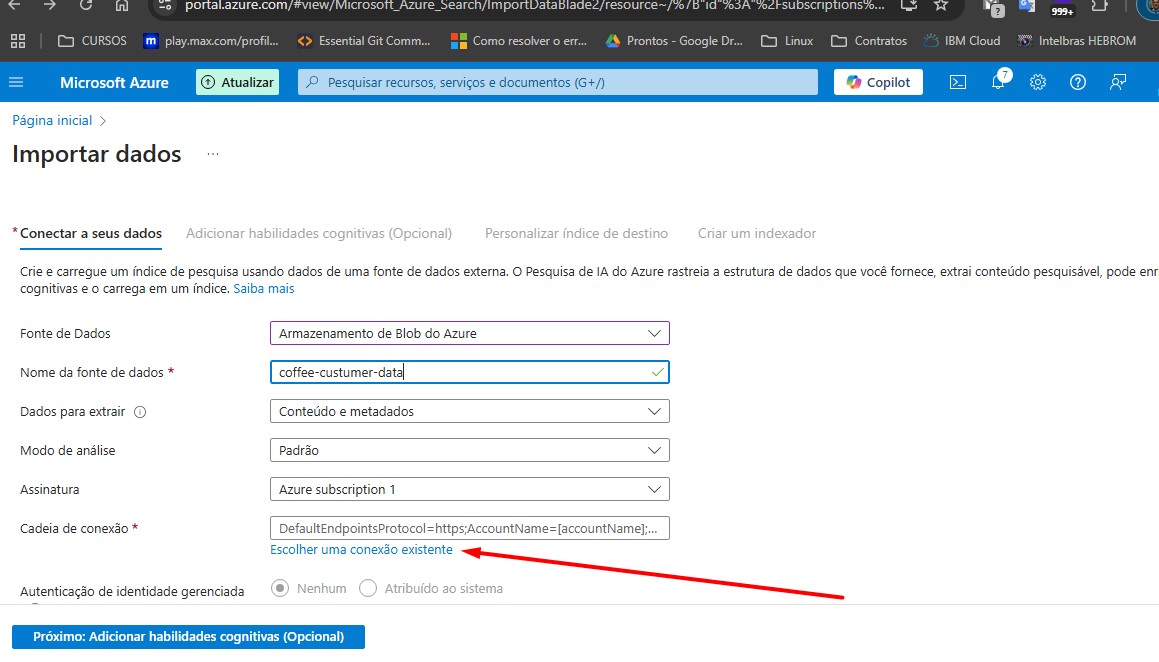 portal.azure.com/#view/Microsoft_Azure_Search/ImportDataBlade2/resource~/%7B"id"%3A"%2Fsubscriptions%...
?
999+
CURSOS
m play.max.com/profil...
Essential Git Comm...
Como resolver o err...
Prontos - Google Dr...
Linux
Contratos
IBM Cloud
Intelbras HEBROM
Microsoft Azure
Atualizar
Pesquisar recursos, serviços e documentos (G+/)
Copilot
7
Página inicial >
Importar dados ...
* Conectar a seus dados
Adicionar habilidades cognitivas (Opcional)
Personalizar índice de destino
Criar um indexador
Crie e carregue um índice de pesquisa usando dados de uma fonte de dados externa. O Pesquisa de IA do Azure rastreia a estrutura de dados que você fornece, extrai conteúdo pesquisável, pode enr
cognitivas e o carrega em um índice. Saiba mais
Fonte de Dados
Armazenamento de Blob do Azure
Nome da fonte de dados *
coffee-custumer-data
Dados para extrair
Conteúdo e metadados
Modo de análise
Padrão
Assinatura
Azure subscription 1
Cadeia de conexão *
DefaultEndpointsProtocol=https;AccountName=[accountName];...
Escolher uma conexão existente
Autenticação de identidade gerenciada
Nenhum
Atribuído ao sistema
Próximo: Adicionar habilidades cognitivas (Opcional)